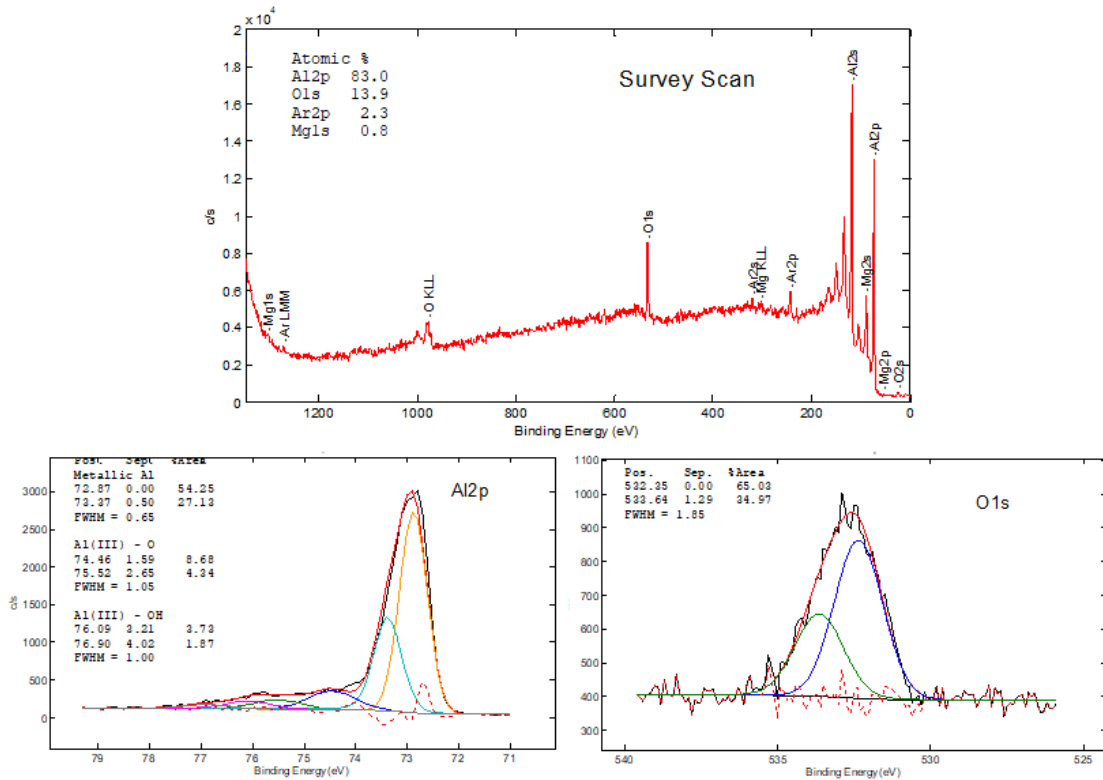 x 10⁴
2
1.8
1.6
1.4
1.2
1
0.8
0.6
0.4
0.2
0
c/s
Atomic %
Al2p 83.0
O1s 13.9
Ar2p 2.3
Mg1s 0.8
Survey Scan
-Mg1s
-Ar LMM
-O KLL
-O1s
-Ar2s
-Mg KLL
-Ar2p
-Al2s
-Mg2s
-Al2p
-Mg2p
-O2s
1200 1000 800 600 400 200 0
Binding Energy (eV)
Pos. Sep. %Area
Metallic Al
72.87 0.00 54.25
73.37 0.50 27.13
FWHM = 0.65
Al(III) - O
74.46 1.59 8.68
75.52 2.65 4.34
FWHM = 1.05
Al(III) - OH
76.09 3.21 3.73
76.90 4.02 1.87
FWHM = 1.00
Al2p
3000
2500
2000
1500
1000
500
0
c/s
79 78 77 76 75 74 73 72 71
Binding Energy (eV)
Pos. Sep. %Area
532.35 0.00 65.03
533.64 1.29 34.97
FWHM = 1.85
O1s
1100
1000
900
800
700
600
500
400
300
540 535 530
Binding Energy (eV)